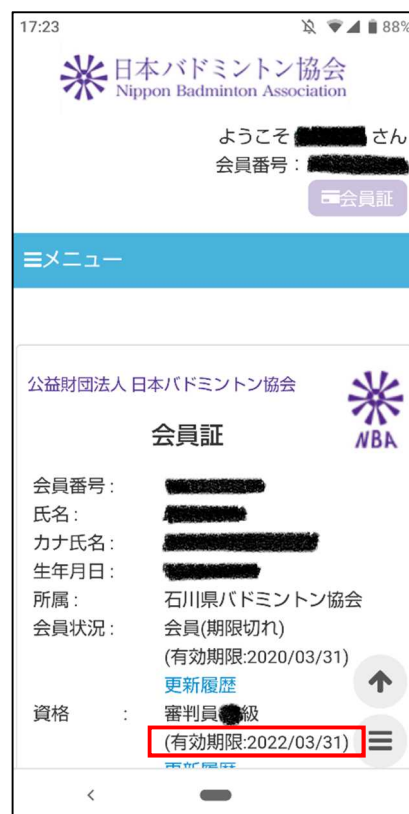 17:23
88%
日本バドミントン協会
Nippon Badminton Association
ようこそ さん
会員番号:
会員証
≡メニュー
公益財団法人 日本バドミントン協会
NBA
会員証
会員番号:
氏名:
カナ氏名:
生年月日:
所属: 石川県バドミントン協会
会員状況: 会員(期限切れ)
(有効期限:2020/03/31)
更新履歴
資格 : 審判員 級
(有効期限:2022/03/31)
更新履歴